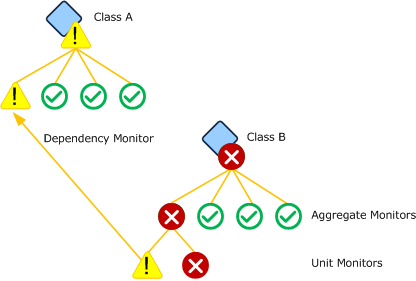 Class A
Dependency Monitor
Class B
Aggregate Monitors
Unit Monitors